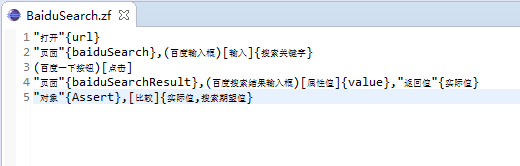 BaiduSearch.zf
1 "打开"{url}
2 "页面"{baiduSearch},(百度输入框)[输入]{搜索关键字}
3 (百度一下按钮)[点击]
4 "页面"{baiduSearchResult},(百度搜索结果输入框)[属性值]{value},"返回值"{实际值}
5 "对象"{Assert},[比较]{实际值,搜索期望值}